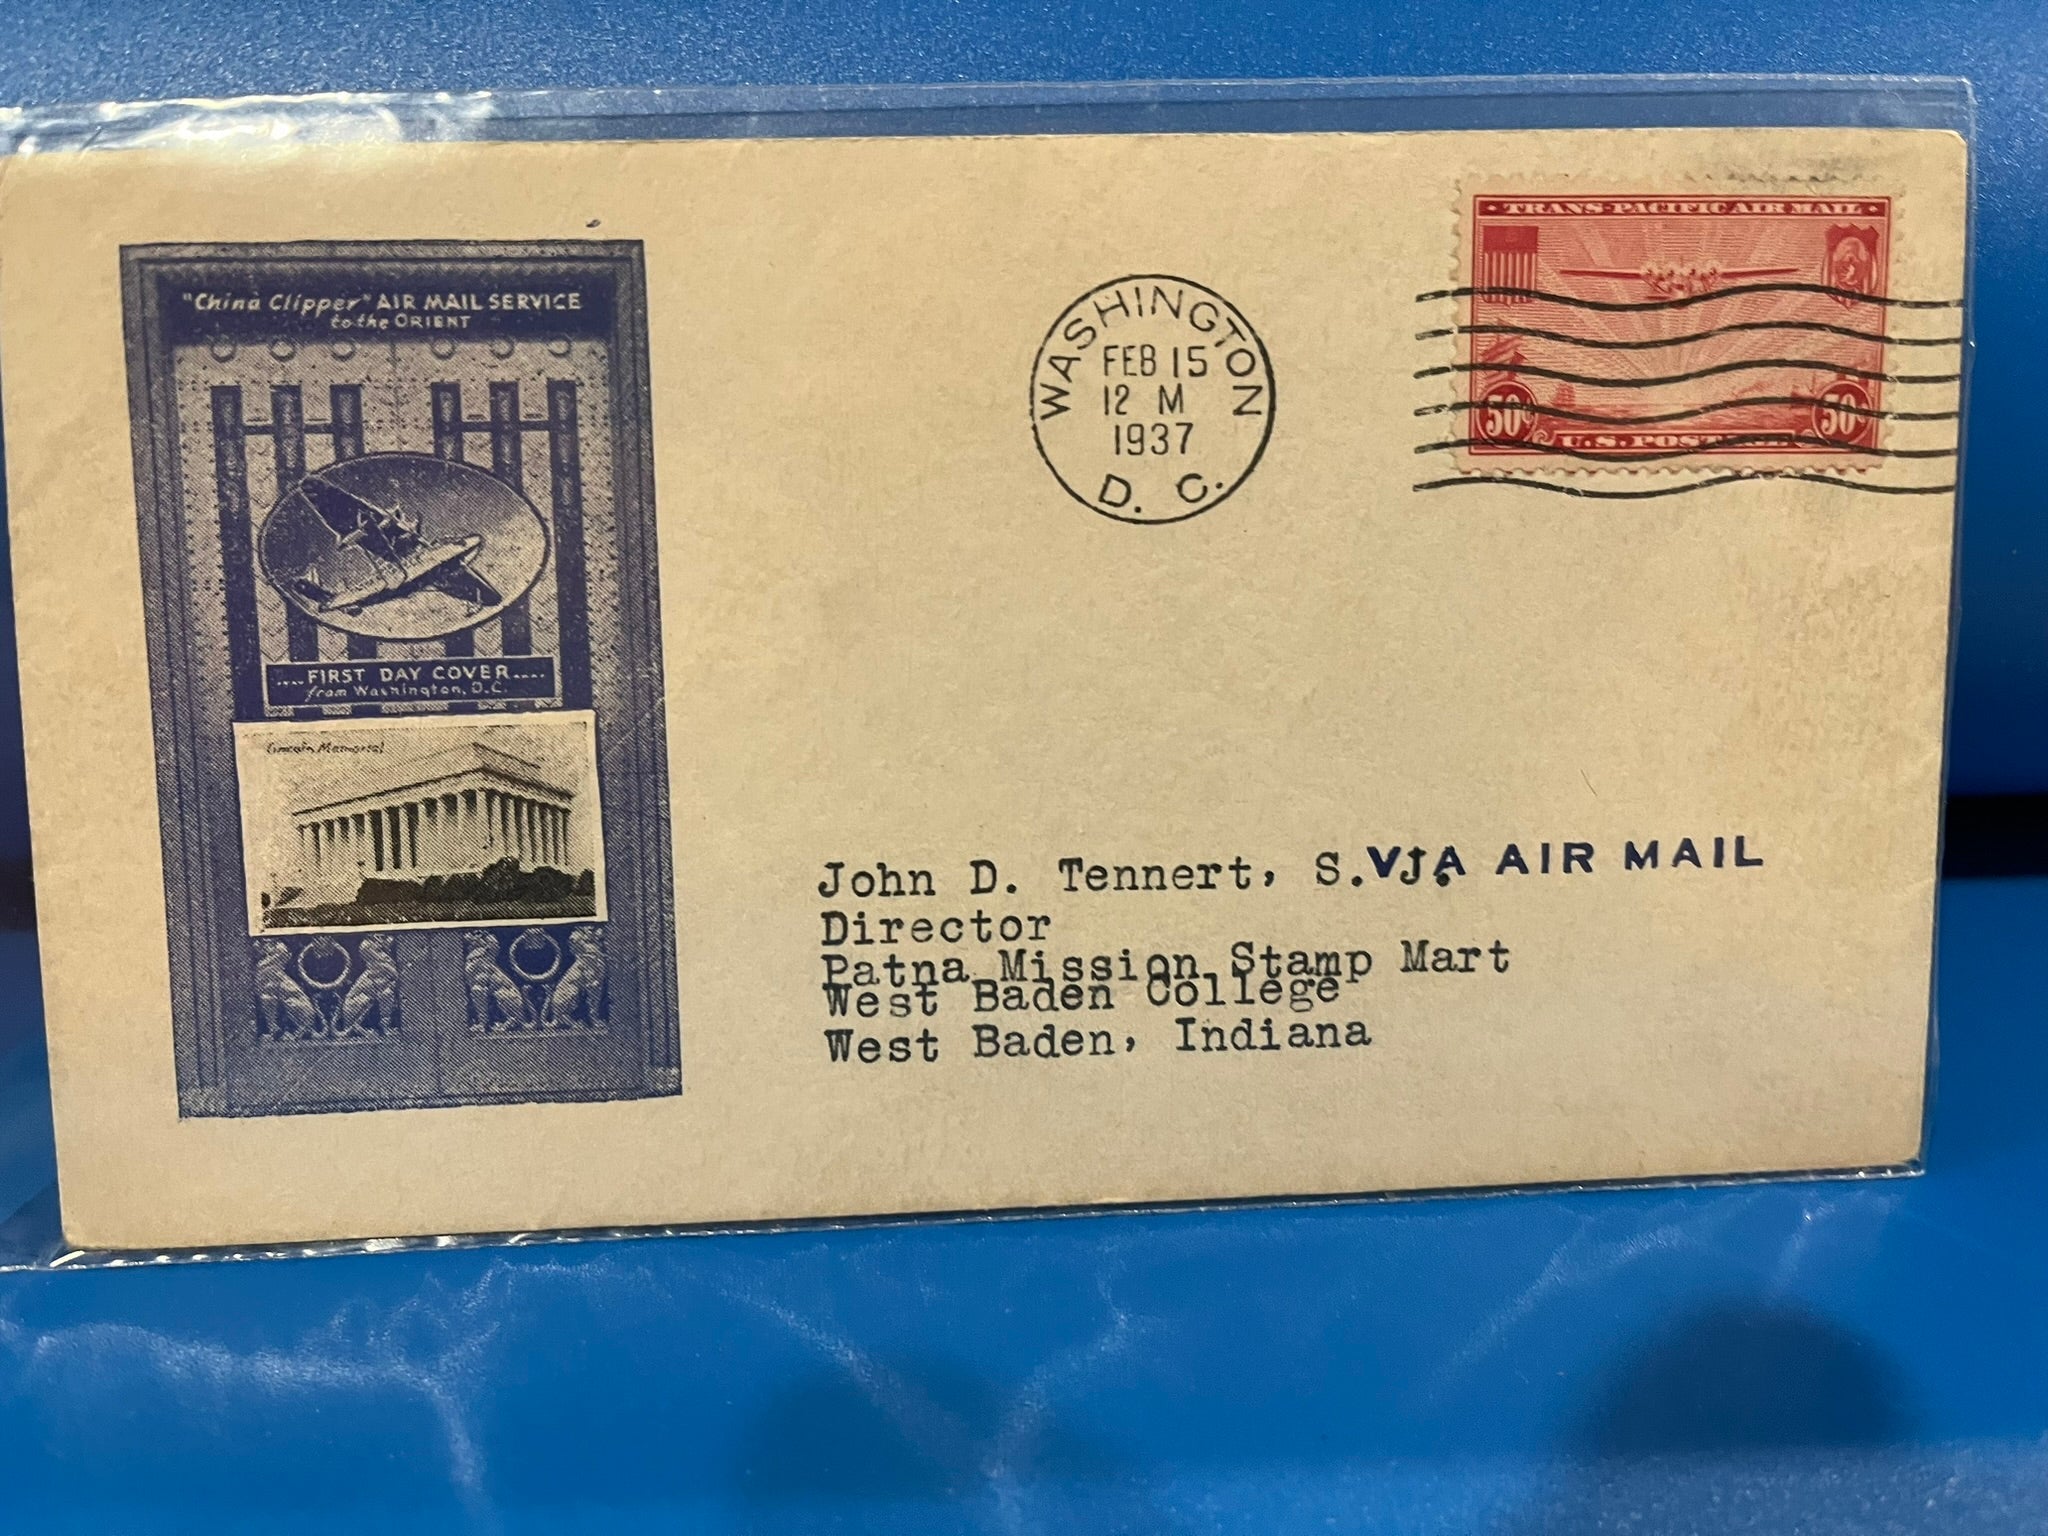 "China Clipper" AIR MAIL SERVICE
to the ORIENT
....FIRST DAY COVER....
from Washington, D.C.
Lincoln Memorial
WASHINGTON
FEB 15
12 M
1937
D. C.
TRANS-PACIFIC AIR MAIL
50¢ 50¢
U.S. POSTAGE
VIA AIR MAIL
John D. Tennert, S.J.
Director
Patna Mission Stamp Mart
West Baden College
West Baden, Indiana